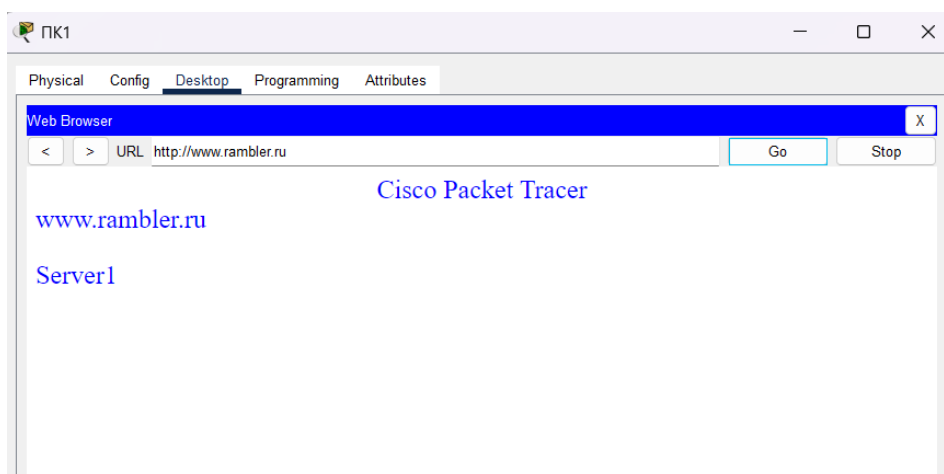 ПК1
Physical Config Desktop Programming Attributes
Web Browser X
< > URL http://www.rambler.ru Go Stop
Cisco Packet Tracer
www.rambler.ru
Server1